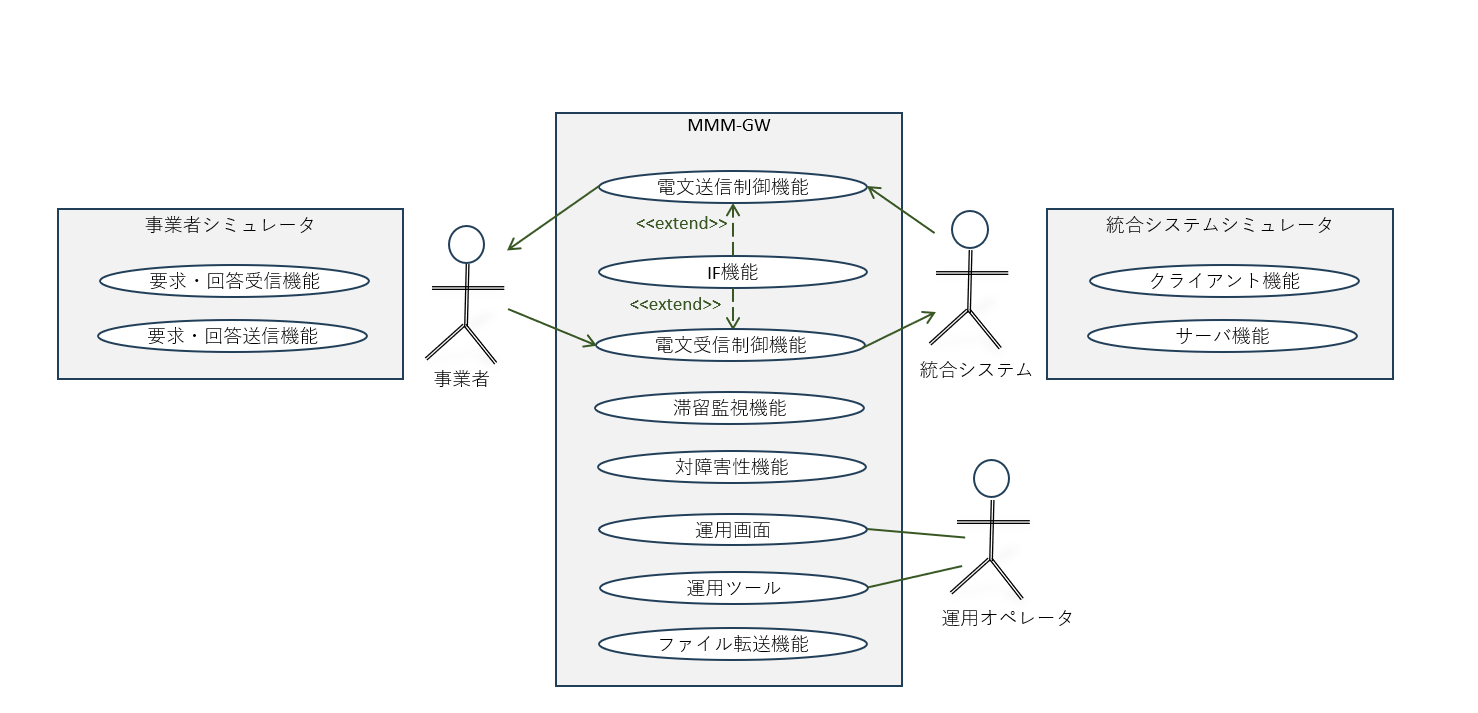 MMM-GW
電文送信制御機能
<<extend>>
IF機能
<<extend>>
電文受信制御機能
滞留監視機能
対障害性機能
運用画面
運用ツール
ファイル転送機能
事業者シミュレータ
要求・回答受信機能
要求・回答送信機能
事業者
統合システム
統合システムシミュレータ
クライアント機能
サーバ機能
運用オペレータ